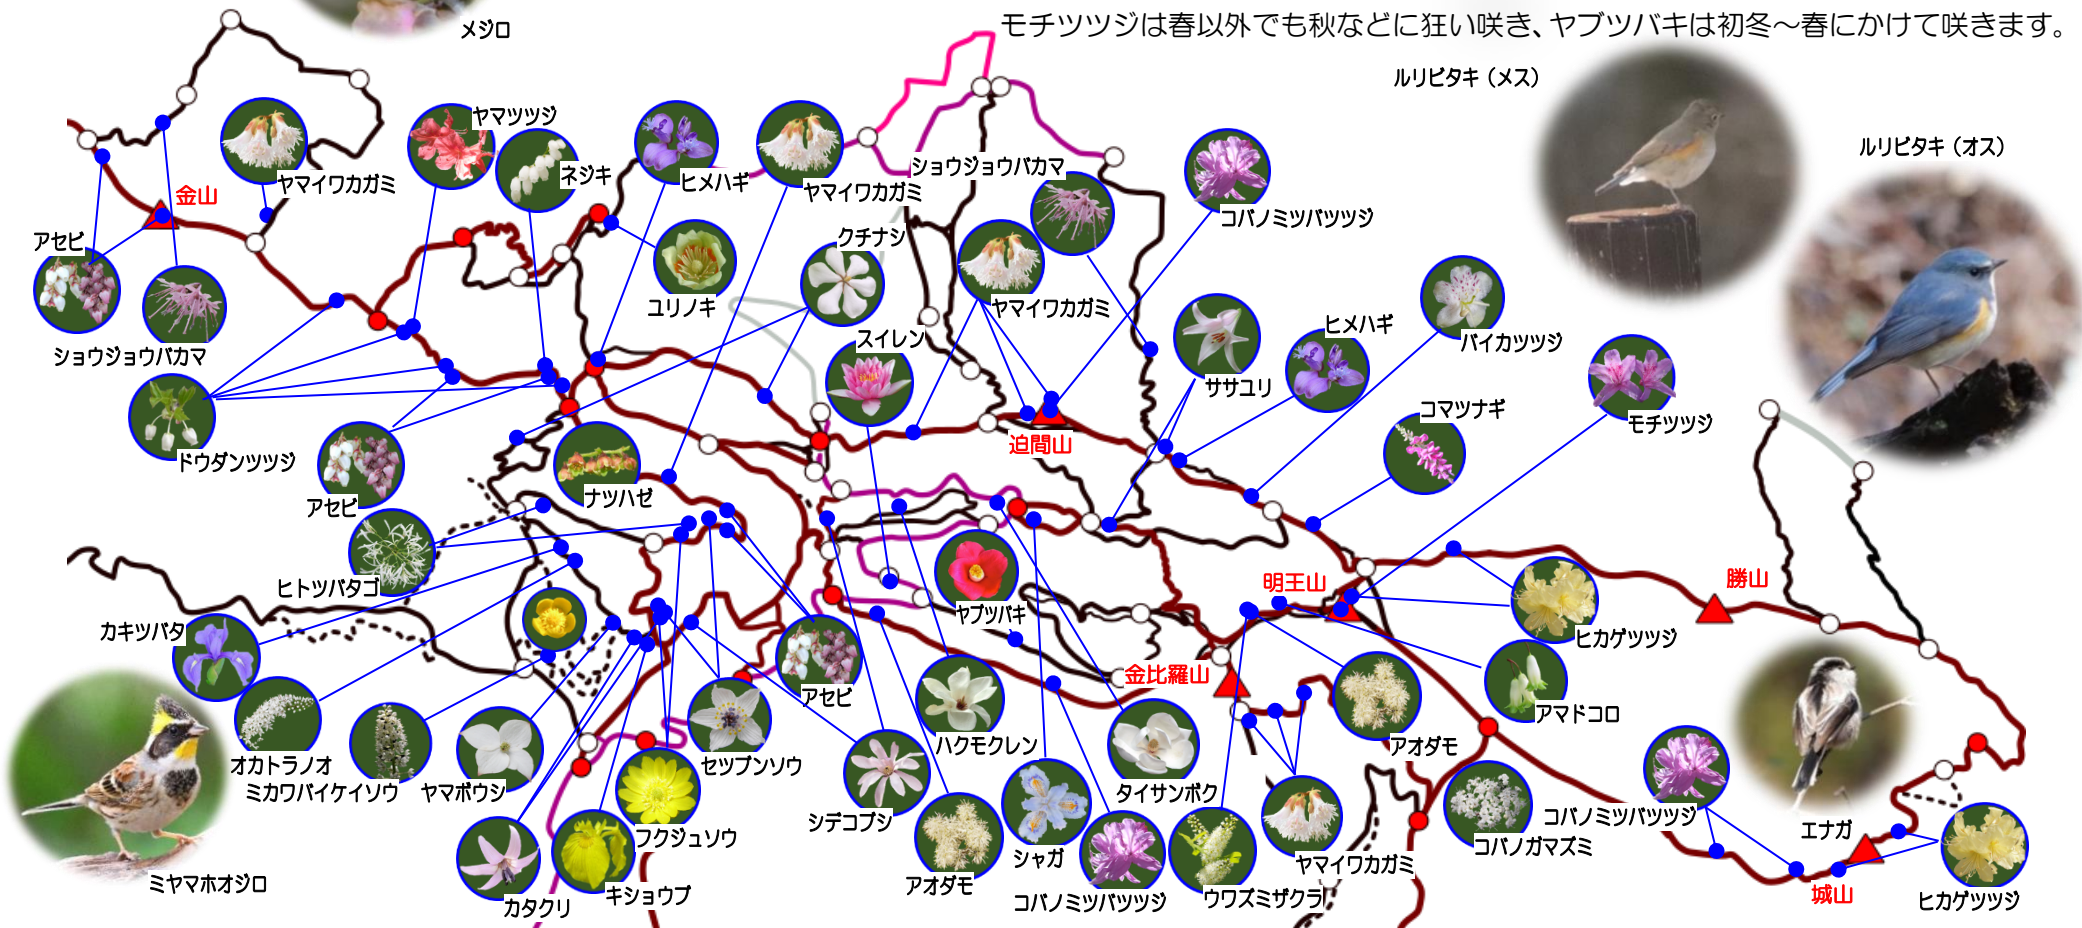 メジロ
モチツツジは春以外でも秋などに狂い咲き、ヤブツバキは初冬～春にかけて咲きます。
ルリビタキ（メス）
ルリビタキ（オス）
ヤマツツジ
ネジキ
ヤマイワカガミ
ヒメハギ
ヤマイワカガミ
ショウジョウバカマ
コバノミツバツツジ
金山
アセビ
クチナシ
ユリノキ
ヤマイワカガミ
スイレン
ヒメハギ
バイカツツジ
ショウジョウバカマ
ササユリ
コマツナギ
モチツツジ
迫間山
ドウダンツツジ
アセビ
ナツハゼ
ヒトツバタゴ
明王山
勝山
ヤブツバキ
カキツバタ
ヒカゲツツジ
金比羅山
アセビ
アマドコロ
アオダモ
ハクモクレン
オカトラノオ
ミカワバイケイソウ
ヤマボウシ
セツブンソウ
タイサンボク
シデコブシ
コバノミツバツツジ
エナガ
フクジュソウ
シャガ
ヤマイワカガミ
コバノガマズミ
ミヤマホオジロ
カタクリ
キショウブ
アオダモ
コバノミツバツツジ
ウワズミザクラ
城山
ヒカゲツツジ